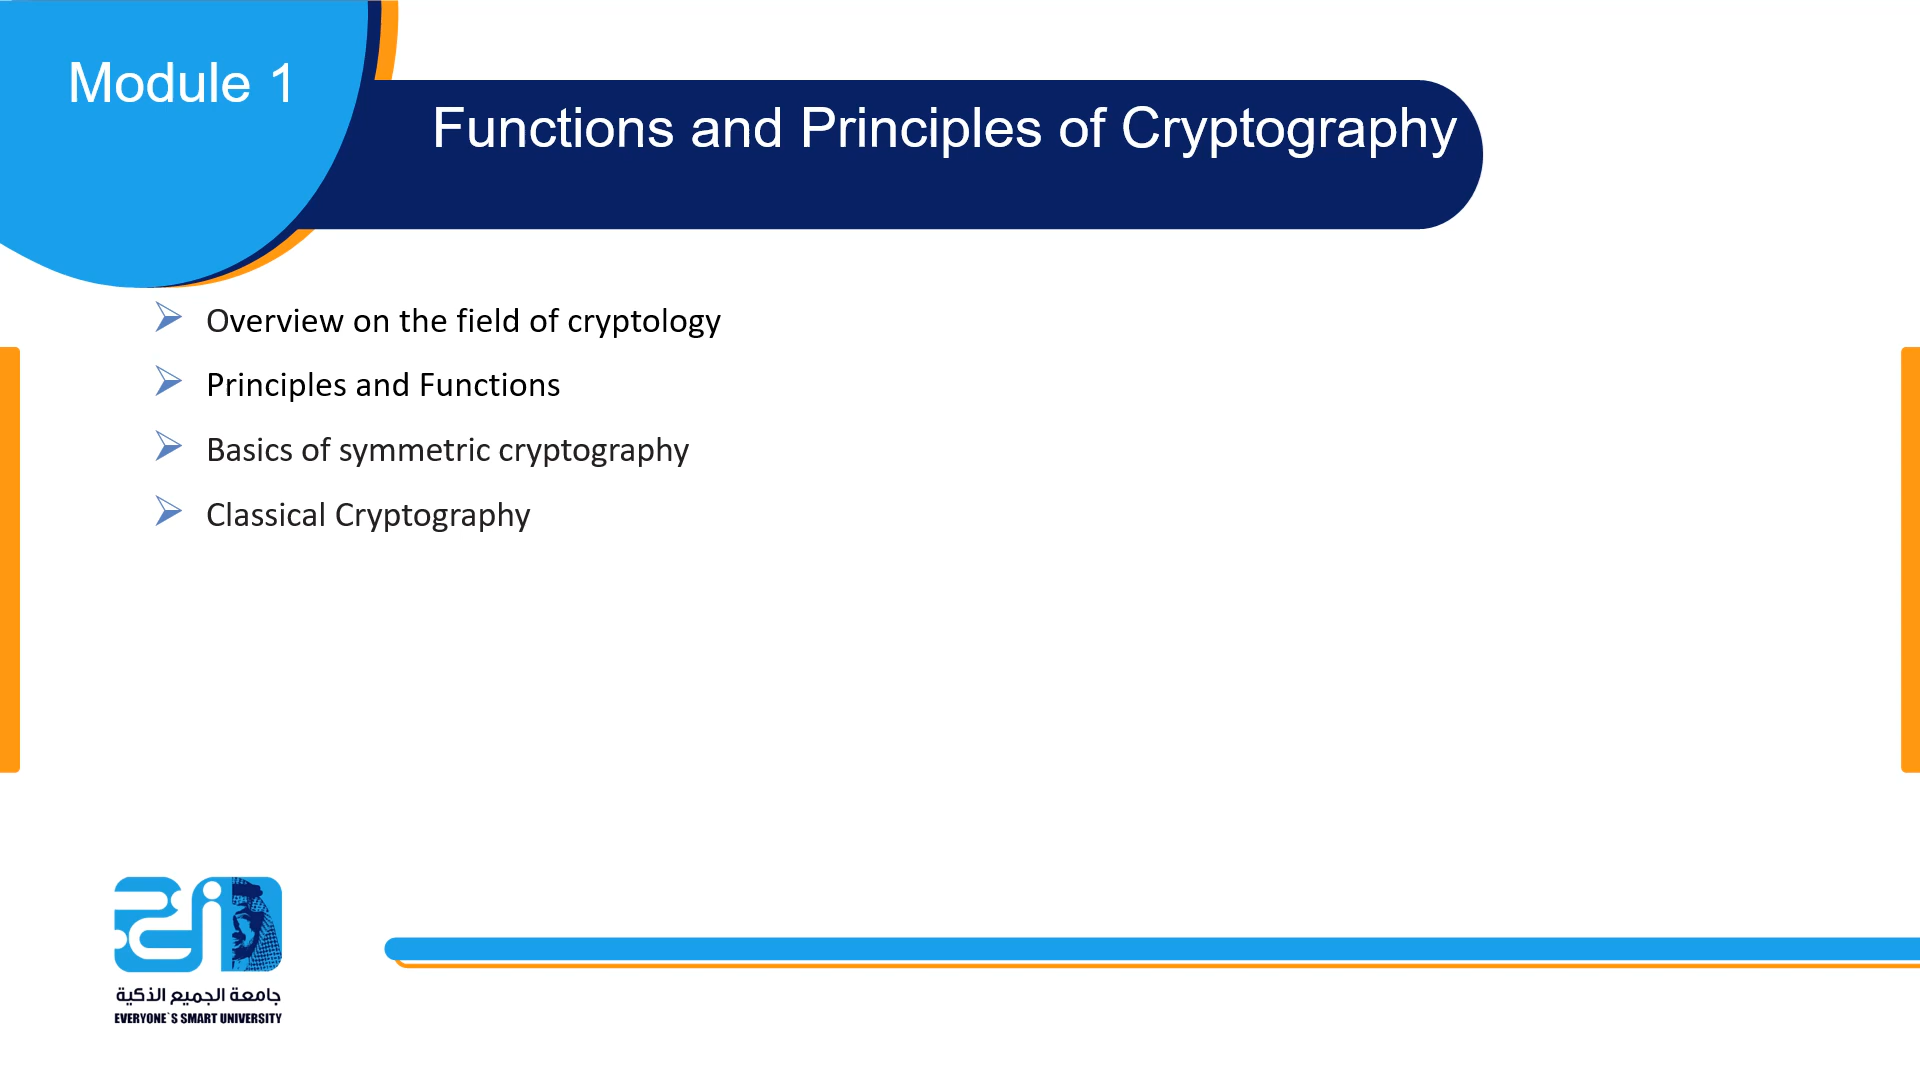 Module 1
Functions and Principles of Cryptography
Overview on the field of cryptology
Principles and Functions
Basics of symmetric cryptography
Classical Cryptography
جامعة الجميع الذكية
EVERYONE`S SMART UNIVERSITY